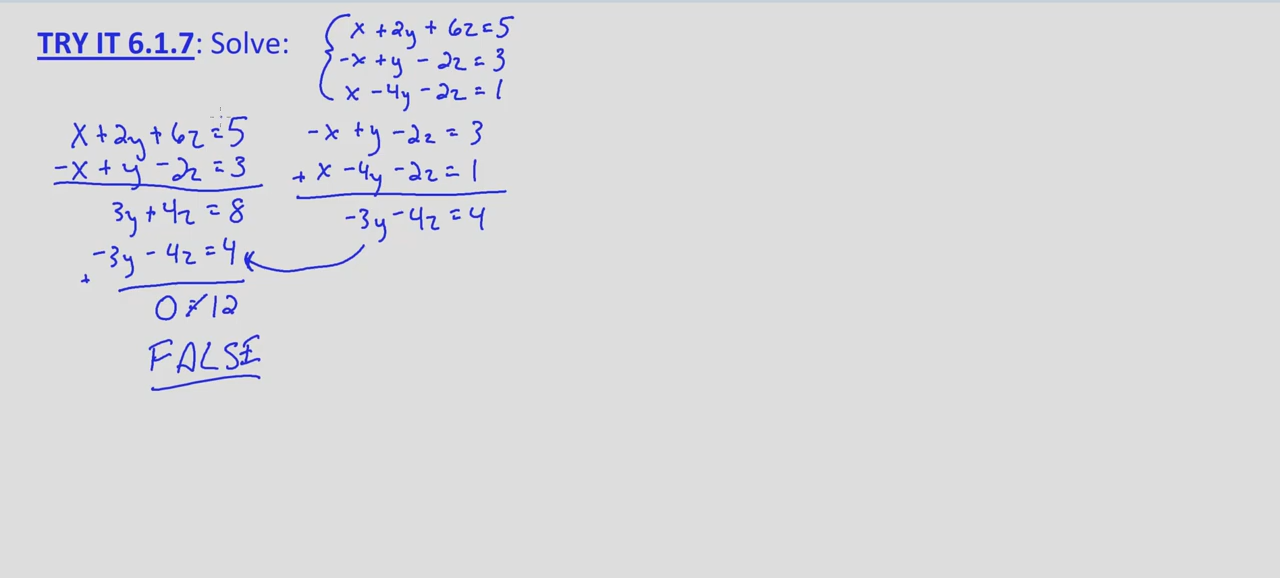 TRY IT 6.1.7: Solve:
x + 2y + 6z = 5
-x + y - 2z = 3
x - 4y - 2z = 1
x + 2y + 6z = 5
-x + y - 2z = 3
3y + 4z = 8
-3y - 4z = 4
+
0 ≠ 12
FALSE
-x + y - 2z = 3
+ x - 4y - 2z = 1
-3y - 4z = 4